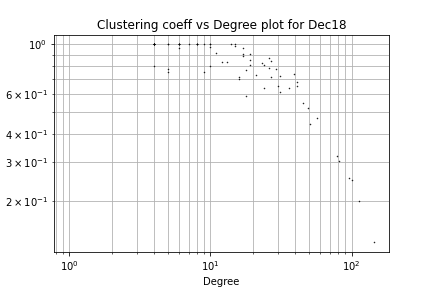 Clustering coeff vs Degree plot for Dec18
10⁰
6 × 10⁻¹
4 × 10⁻¹
3 × 10⁻¹
2 × 10⁻¹
10⁰ 10¹ 10²
Degree